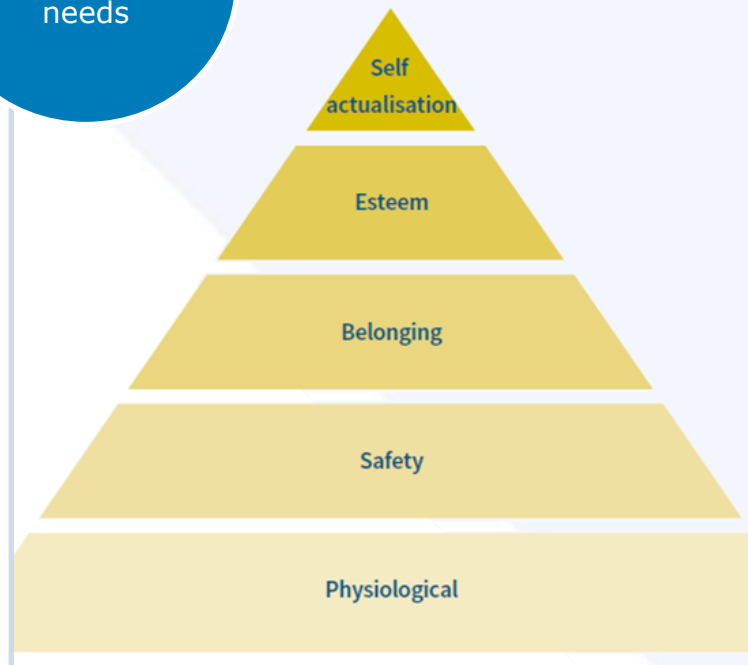 needs
Self
actualisation
Esteem
Belonging
Safety
Physiological